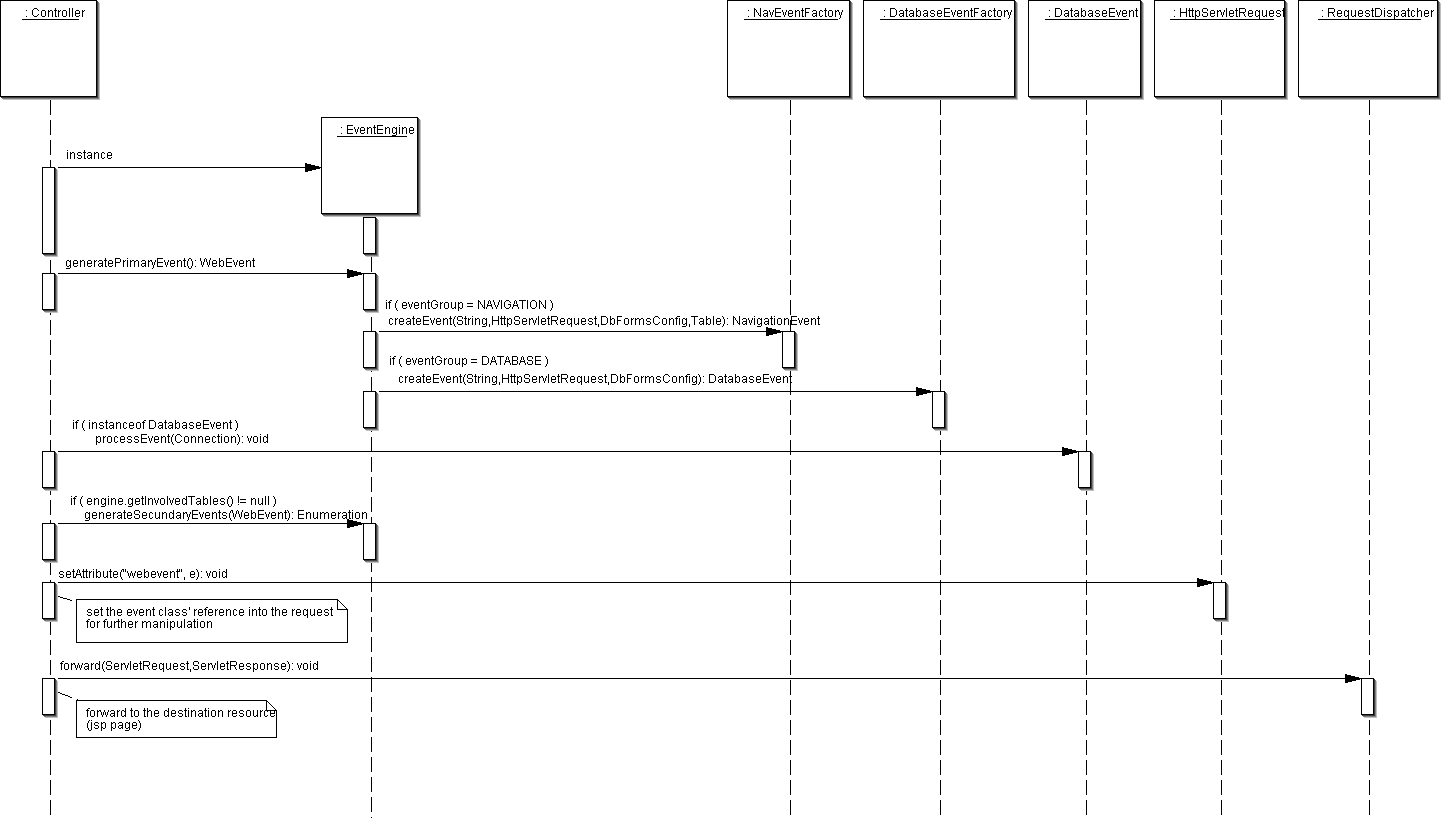 : Controller
: NavEventFactory
: DatabaseEventFactory
: DatabaseEvent
: HttpServletRequest
: RequestDispatcher
: EventEngine
instance
generatePrimaryEvent(): WebEvent
if ( eventGroup = NAVIGATION )
createEvent(String,HttpServletRequest,DbFormsConfig,Table): NavigationEvent
if ( eventGroup = DATABASE )
createEvent(String,HttpServletRequest,DbFormsConfig): DatabaseEvent
if ( instanceof DatabaseEvent )
processEvent(Connection): void
if ( engine.getInvolvedTables() != null )
generateSecundaryEvents(WebEvent): Enumeration
setAttribute("webevent", e): void
set the event class' reference into the request
for further manipulation
forward(ServletRequest,ServletResponse): void
forward to the destination resource
(jsp page)